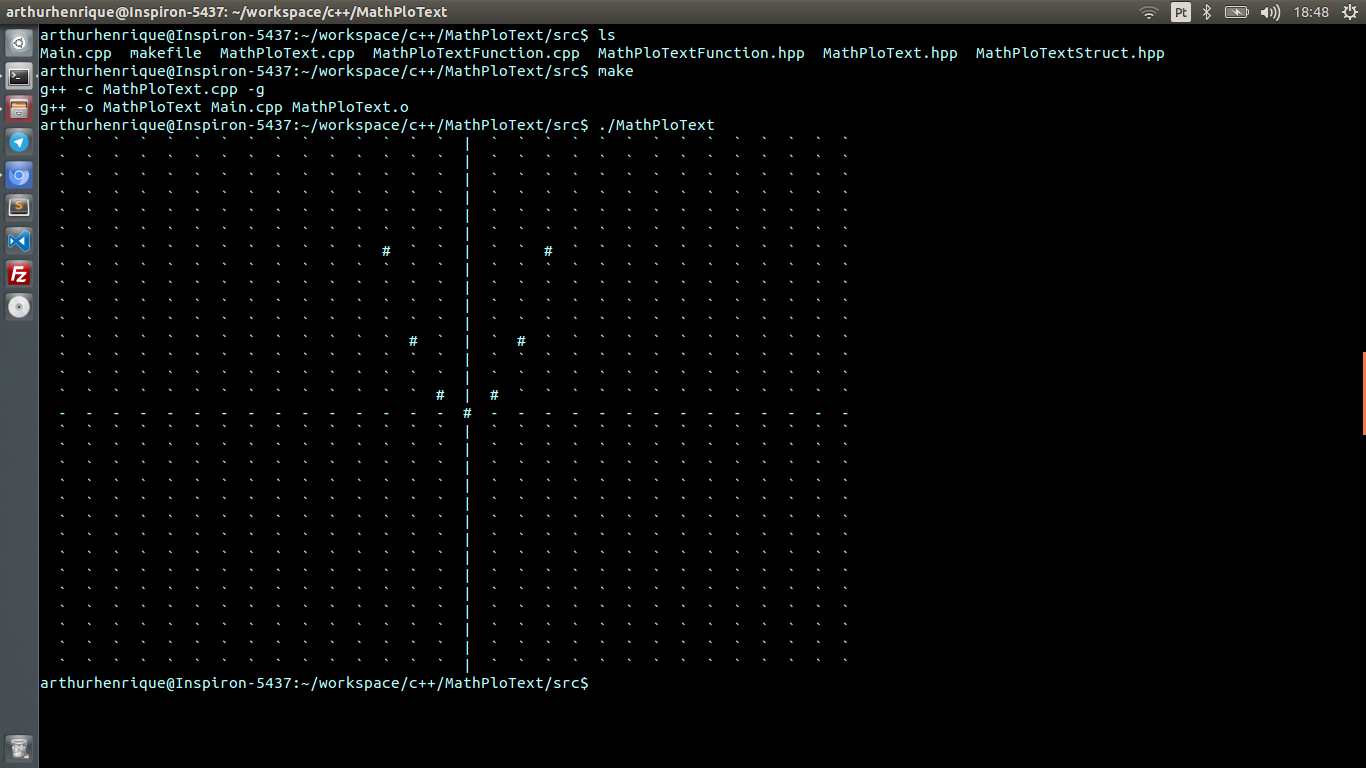 arthurhenrique@Inspiron-5437: ~/workspace/c++/MathPloText
Pt
18:48
arthurhenrique@Inspiron-5437:~/workspace/c++/MathPloText/src$ ls
Main.cpp  makefile  MathPloText.cpp  MathPloTextFunction.cpp  MathPloTextFunction.hpp  MathPloText.hpp  MathPloTextStruct.hpp
arthurhenrique@Inspiron-5437:~/workspace/c++/MathPloText/src$ make
g++ -c MathPloText.cpp -g
g++ -o MathPloText Main.cpp MathPloText.o
arthurhenrique@Inspiron-5437:~/workspace/c++/MathPloText/src$ ./MathPloText
  `  `  `  `  `  `  `  `  `  `  `  `  `  `  `  |  `  `  `  `  `  `  `  `  `  `  `  `  `  `
  `  `  `  `  `  `  `  `  `  `  `  `  `  `  `  |  `  `  `  `  `  `  `  `  `  `  `  `  `  `
  `  `  `  `  `  `  `  `  `  `  `  `  `  `  `  |  `  `  `  `  `  `  `  `  `  `  `  `  `  `
  `  `  `  `  `  `  `  `  `  `  `  `  `  `  `  |  `  `  `  `  `  `  `  `  `  `  `  `  `  `
  `  `  `  `  `  `  `  `  `  `  `  `  `  `  `  |  `  `  `  `  `  `  `  `  `  `  `  `  `  `
  `  `  `  `  `  `  `  `  `  `  `  `  `  `  `  |  `  `  `  `  `  `  `  `  `  `  `  `  `  `
  `  `  `  `  `  `  `  `  `  `  `  `  #  `  `  |  `  `  #  `  `  `  `  `  `  `  `  `  `  `
  `  `  `  `  `  `  `  `  `  `  `  `  `  `  `  |  `  `  `  `  `  `  `  `  `  `  `  `  `  `
  `  `  `  `  `  `  `  `  `  `  `  `  `  `  `  |  `  `  `  `  `  `  `  `  `  `  `  `  `  `
  `  `  `  `  `  `  `  `  `  `  `  `  `  `  `  |  `  `  `  `  `  `  `  `  `  `  `  `  `  `
  `  `  `  `  `  `  `  `  `  `  `  `  `  `  `  |  `  `  `  `  `  `  `  `  `  `  `  `  `  `
  `  `  `  `  `  `  `  `  `  `  `  `  `  #  `  |  `  #  `  `  `  `  `  `  `  `  `  `  `  `
  `  `  `  `  `  `  `  `  `  `  `  `  `  `  `  |  `  `  `  `  `  `  `  `  `  `  `  `  `  `
  `  `  `  `  `  `  `  `  `  `  `  `  `  `  `  |  `  `  `  `  `  `  `  `  `  `  `  `  `  `
  `  `  `  `  `  `  `  `  `  `  `  `  `  `  #  |  #  `  `  `  `  `  `  `  `  `  `  `  `  `
  -  -  -  -  -  -  -  -  -  -  -  -  -  -  -  #  -  -  -  -  -  -  -  -  -  -  -  -  -  -
  `  `  `  `  `  `  `  `  `  `  `  `  `  `  `  |  `  `  `  `  `  `  `  `  `  `  `  `  `  `
  `  `  `  `  `  `  `  `  `  `  `  `  `  `  `  |  `  `  `  `  `  `  `  `  `  `  `  `  `  `
  `  `  `  `  `  `  `  `  `  `  `  `  `  `  `  |  `  `  `  `  `  `  `  `  `  `  `  `  `  `
  `  `  `  `  `  `  `  `  `  `  `  `  `  `  `  |  `  `  `  `  `  `  `  `  `  `  `  `  `  `
  `  `  `  `  `  `  `  `  `  `  `  `  `  `  `  |  `  `  `  `  `  `  `  `  `  `  `  `  `  `
  `  `  `  `  `  `  `  `  `  `  `  `  `  `  `  |  `  `  `  `  `  `  `  `  `  `  `  `  `  `
  `  `  `  `  `  `  `  `  `  `  `  `  `  `  `  |  `  `  `  `  `  `  `  `  `  `  `  `  `  `
  `  `  `  `  `  `  `  `  `  `  `  `  `  `  `  |  `  `  `  `  `  `  `  `  `  `  `  `  `  `
  `  `  `  `  `  `  `  `  `  `  `  `  `  `  `  |  `  `  `  `  `  `  `  `  `  `  `  `  `  `
  `  `  `  `  `  `  `  `  `  `  `  `  `  `  `  |  `  `  `  `  `  `  `  `  `  `  `  `  `  `
  `  `  `  `  `  `  `  `  `  `  `  `  `  `  `  |  `  `  `  `  `  `  `  `  `  `  `  `  `  `
  `  `  `  `  `  `  `  `  `  `  `  `  `  `  `  |  `  `  `  `  `  `  `  `  `  `  `  `  `  `
  `  `  `  `  `  `  `  `  `  `  `  `  `  `  `  |  `  `  `  `  `  `  `  `  `  `  `  `  `  `
  `  `  `  `  `  `  `  `  `  `  `  `  `  `  `  |  `  `  `  `  `  `  `  `  `  `  `  `  `  `
arthurhenrique@Inspiron-5437:~/workspace/c++/MathPloText/src$